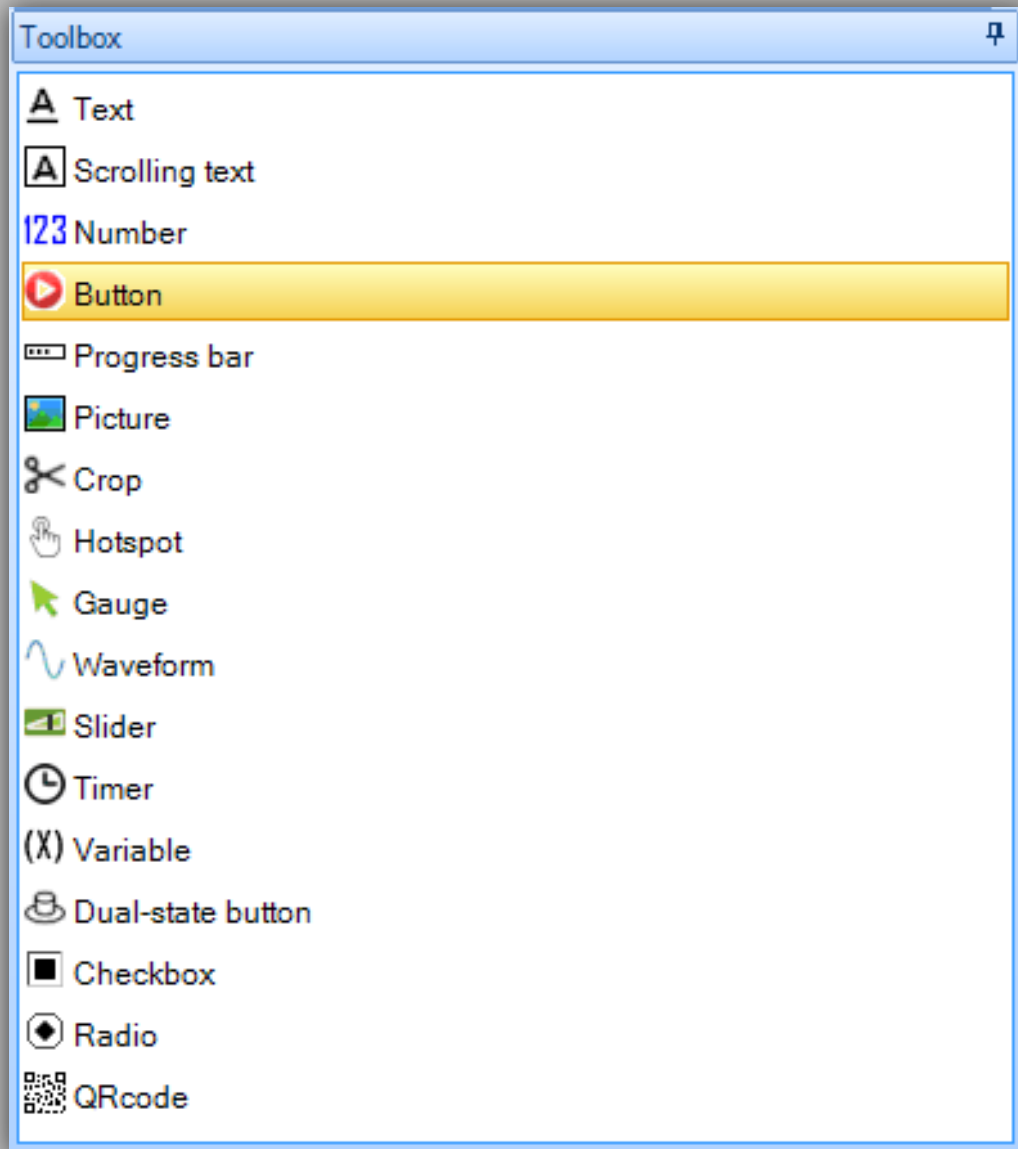 Toolbox
A Text
A Scrolling text
123 Number
Button
Progress bar
Picture
Crop
Hotspot
Gauge
Waveform
Slider
Timer
(X) Variable
Dual-state button
Checkbox
Radio
QRcode